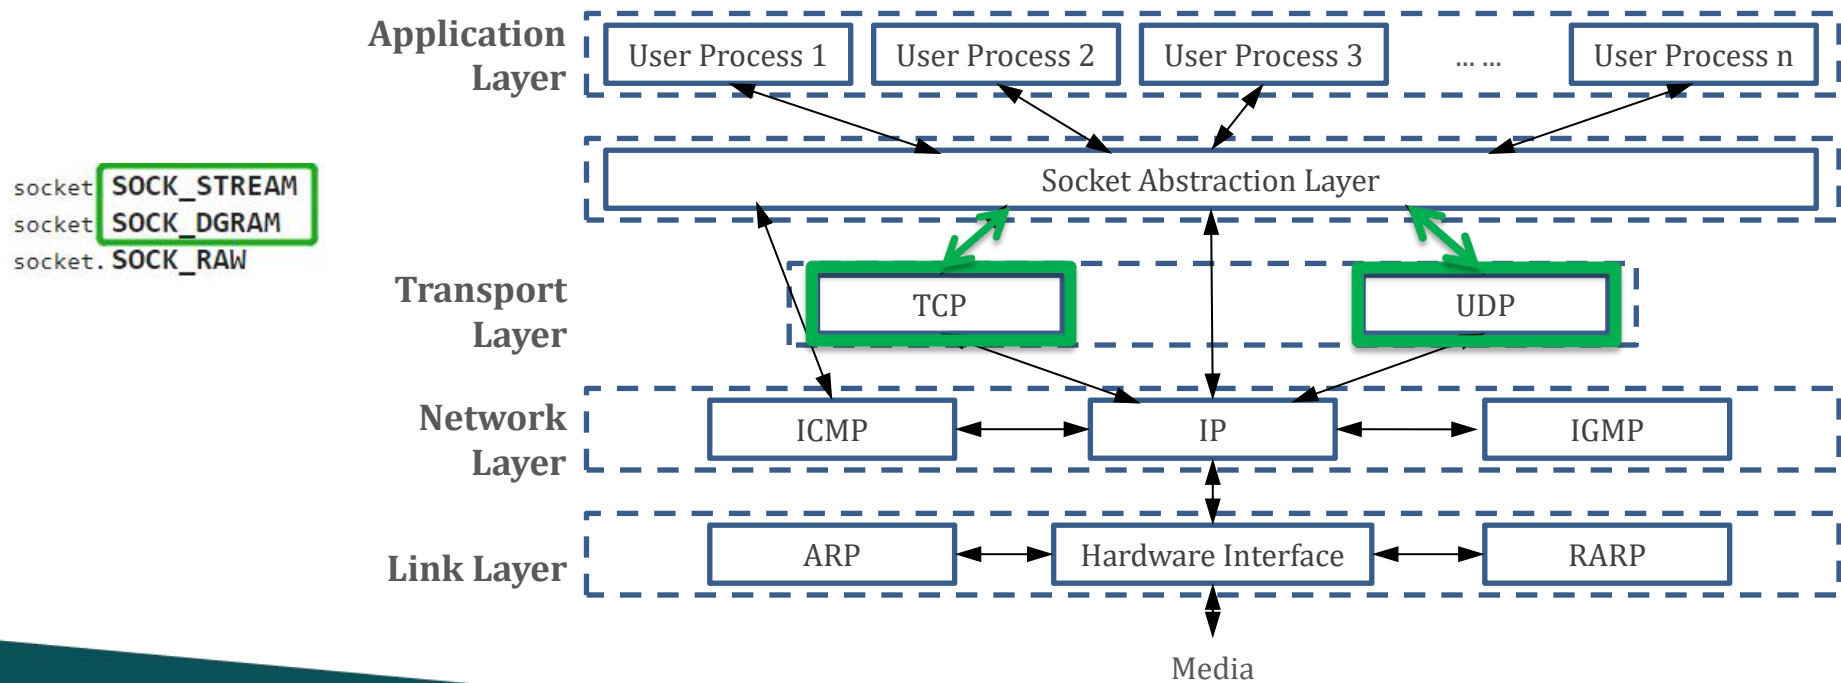 Application
Layer
User Process 1
User Process 2
User Process 3
... ...
User Process n
Socket Abstraction Layer
socket SOCK_STREAM
socket SOCK_DGRAM
socket. SOCK_RAW
Transport
Layer
TCP
UDP
Network
Layer
ICMP
IP
IGMP
Link Layer
ARP
Hardware Interface
RARP
Media